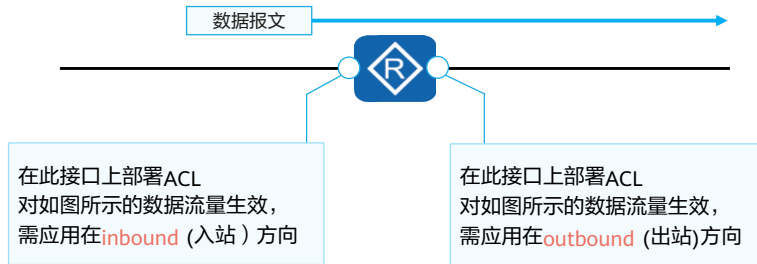 数据报文
R
在此接口上部署ACL
对如图所示的数据流量生效，
需应用在inbound (入站）方向
在此接口上部署ACL
对如图所示的数据流量生效，
需应用在outbound (出站)方向